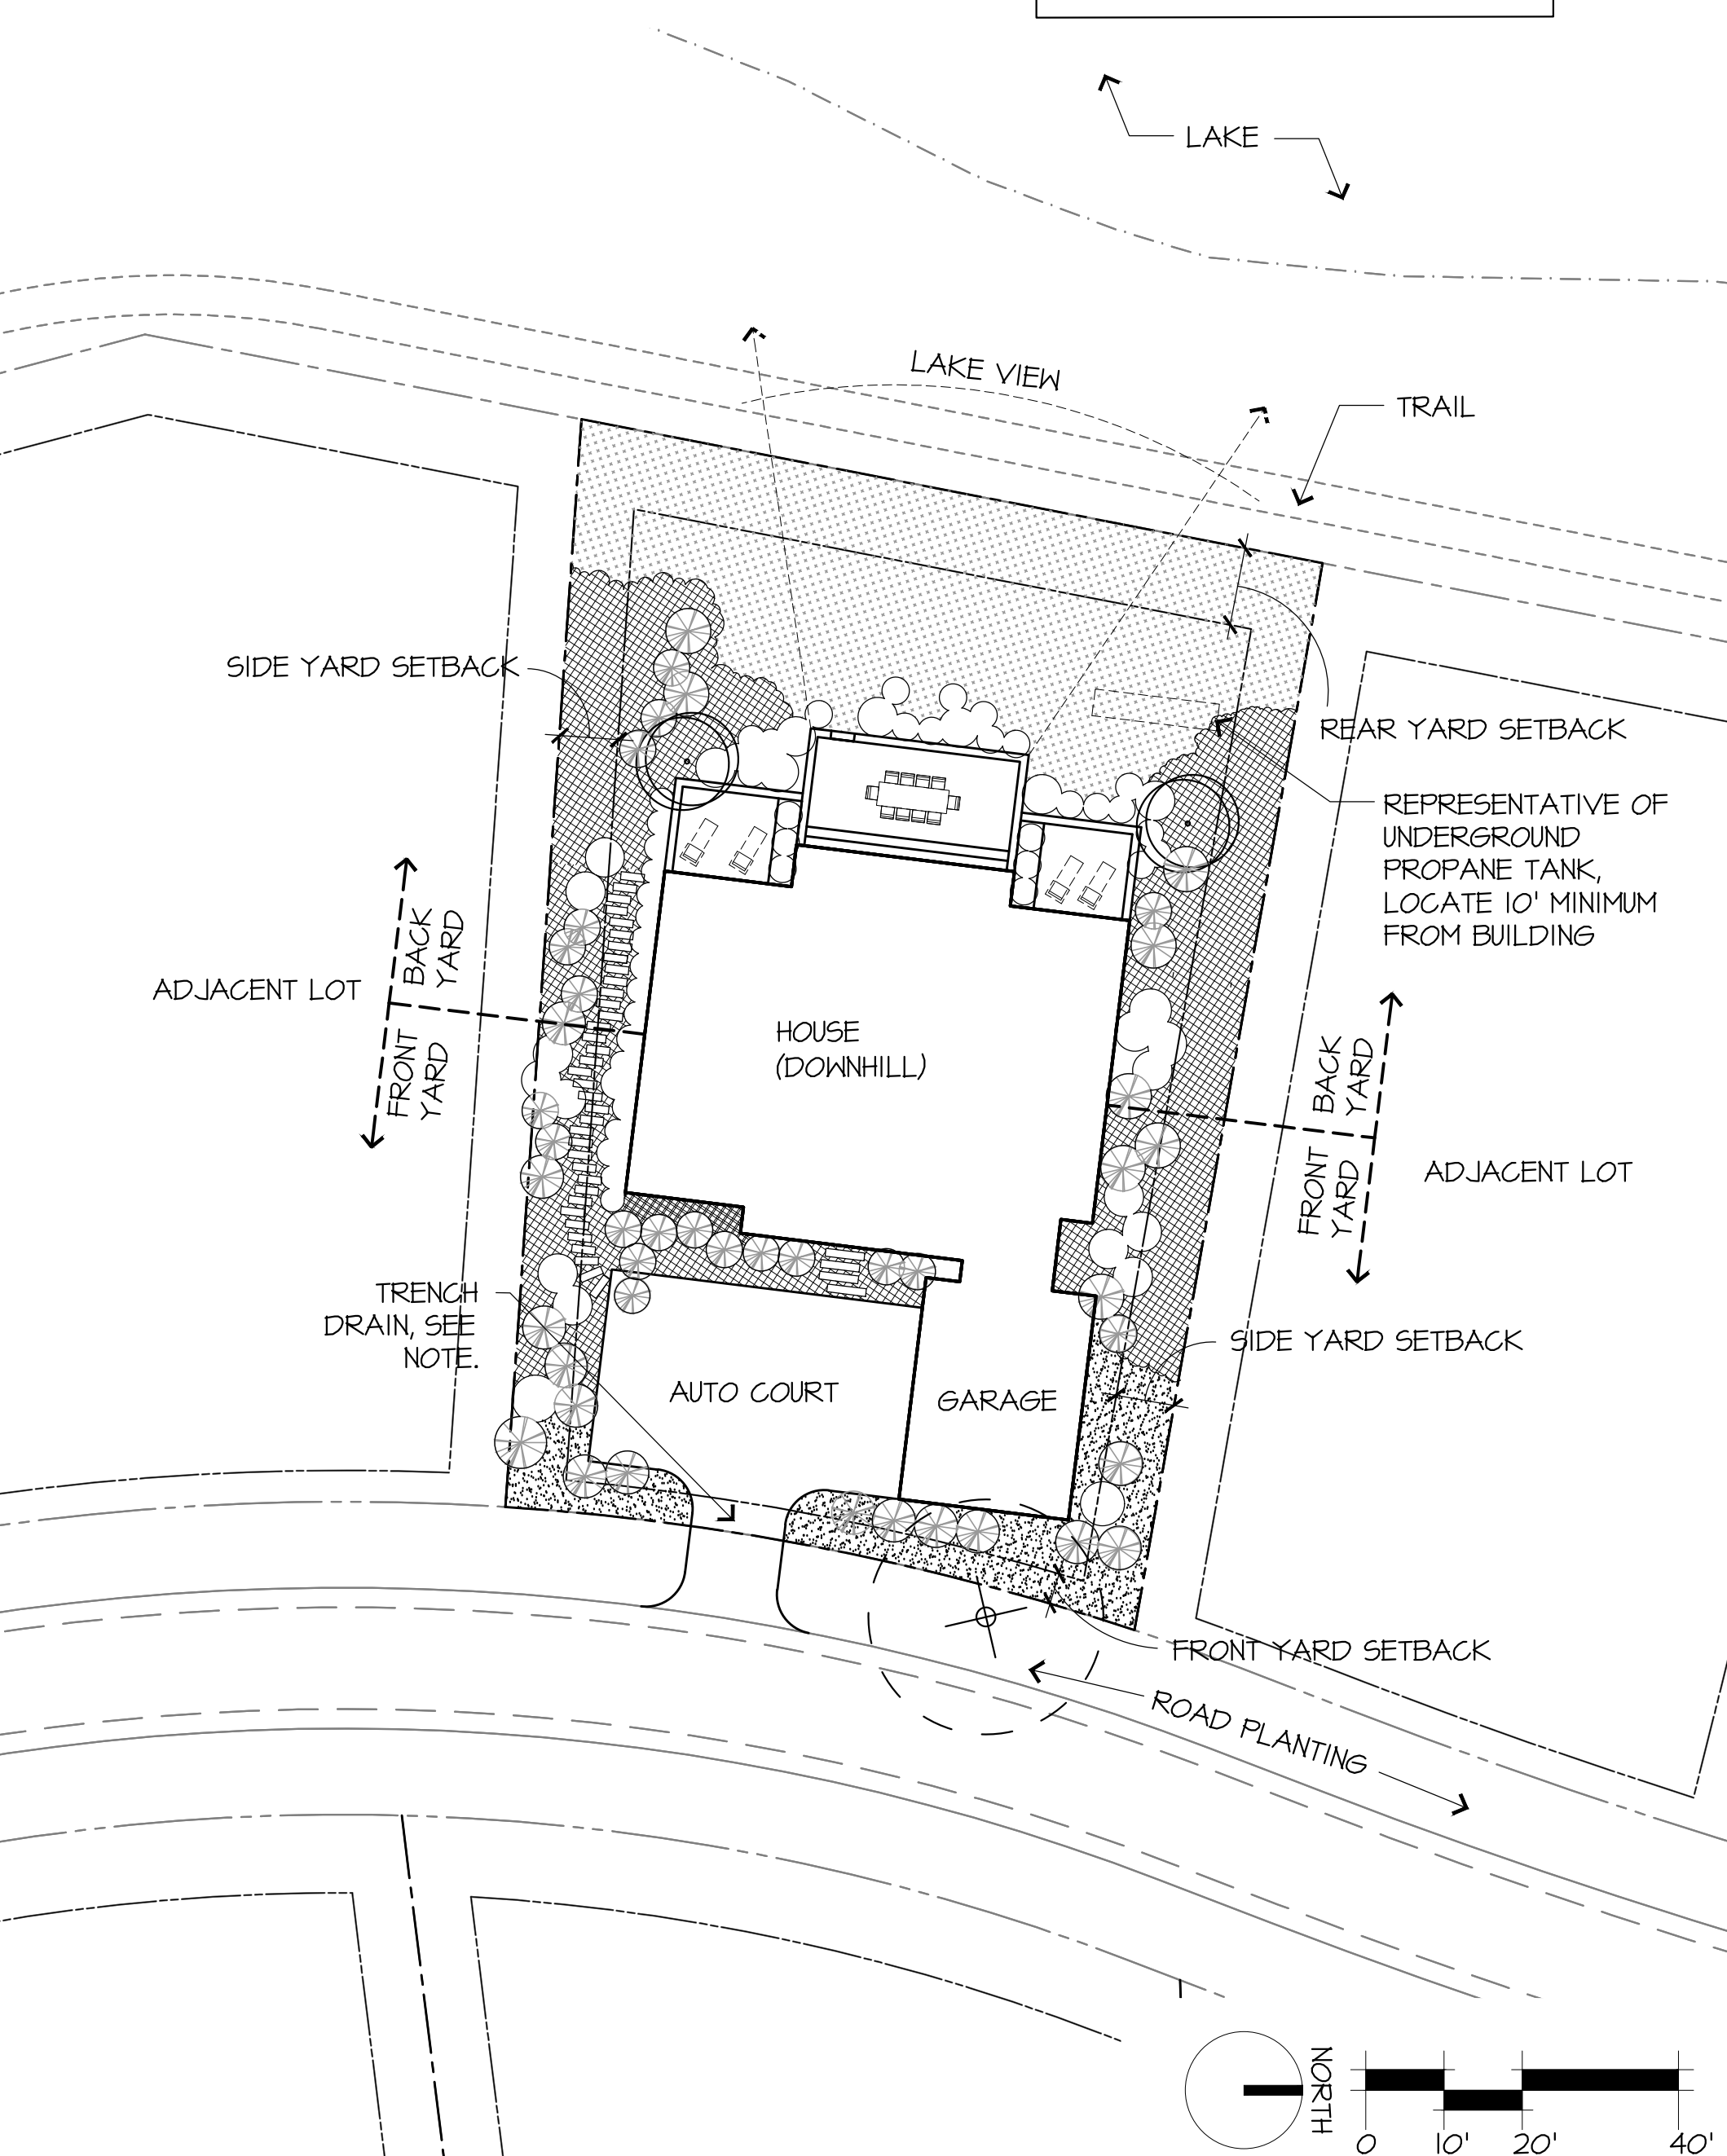 LAKE
LAKE VIEW
TRAIL
SIDE YARD SETBACK
REAR YARD SETBACK
REPRESENTATIVE OF
UNDERGROUND
PROPANE TANK,
LOCATE 10' MINIMUM
FROM BUILDING
BACK
YARD
ADJACENT LOT
FRONT
YARD
HOUSE
(DOWNHILL)
BACK
YARD
FRONT
YARD
ADJACENT LOT
TRENCH
DRAIN, SEE
NOTE.
SIDE YARD SETBACK
AUTO COURT
GARAGE
FRONT YARD SETBACK
ROAD PLANTING
NORTH
0 10' 20' 40'